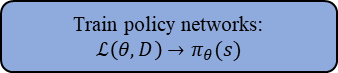 Train policy networks:
ℒ(θ, D) → π_θ(s)